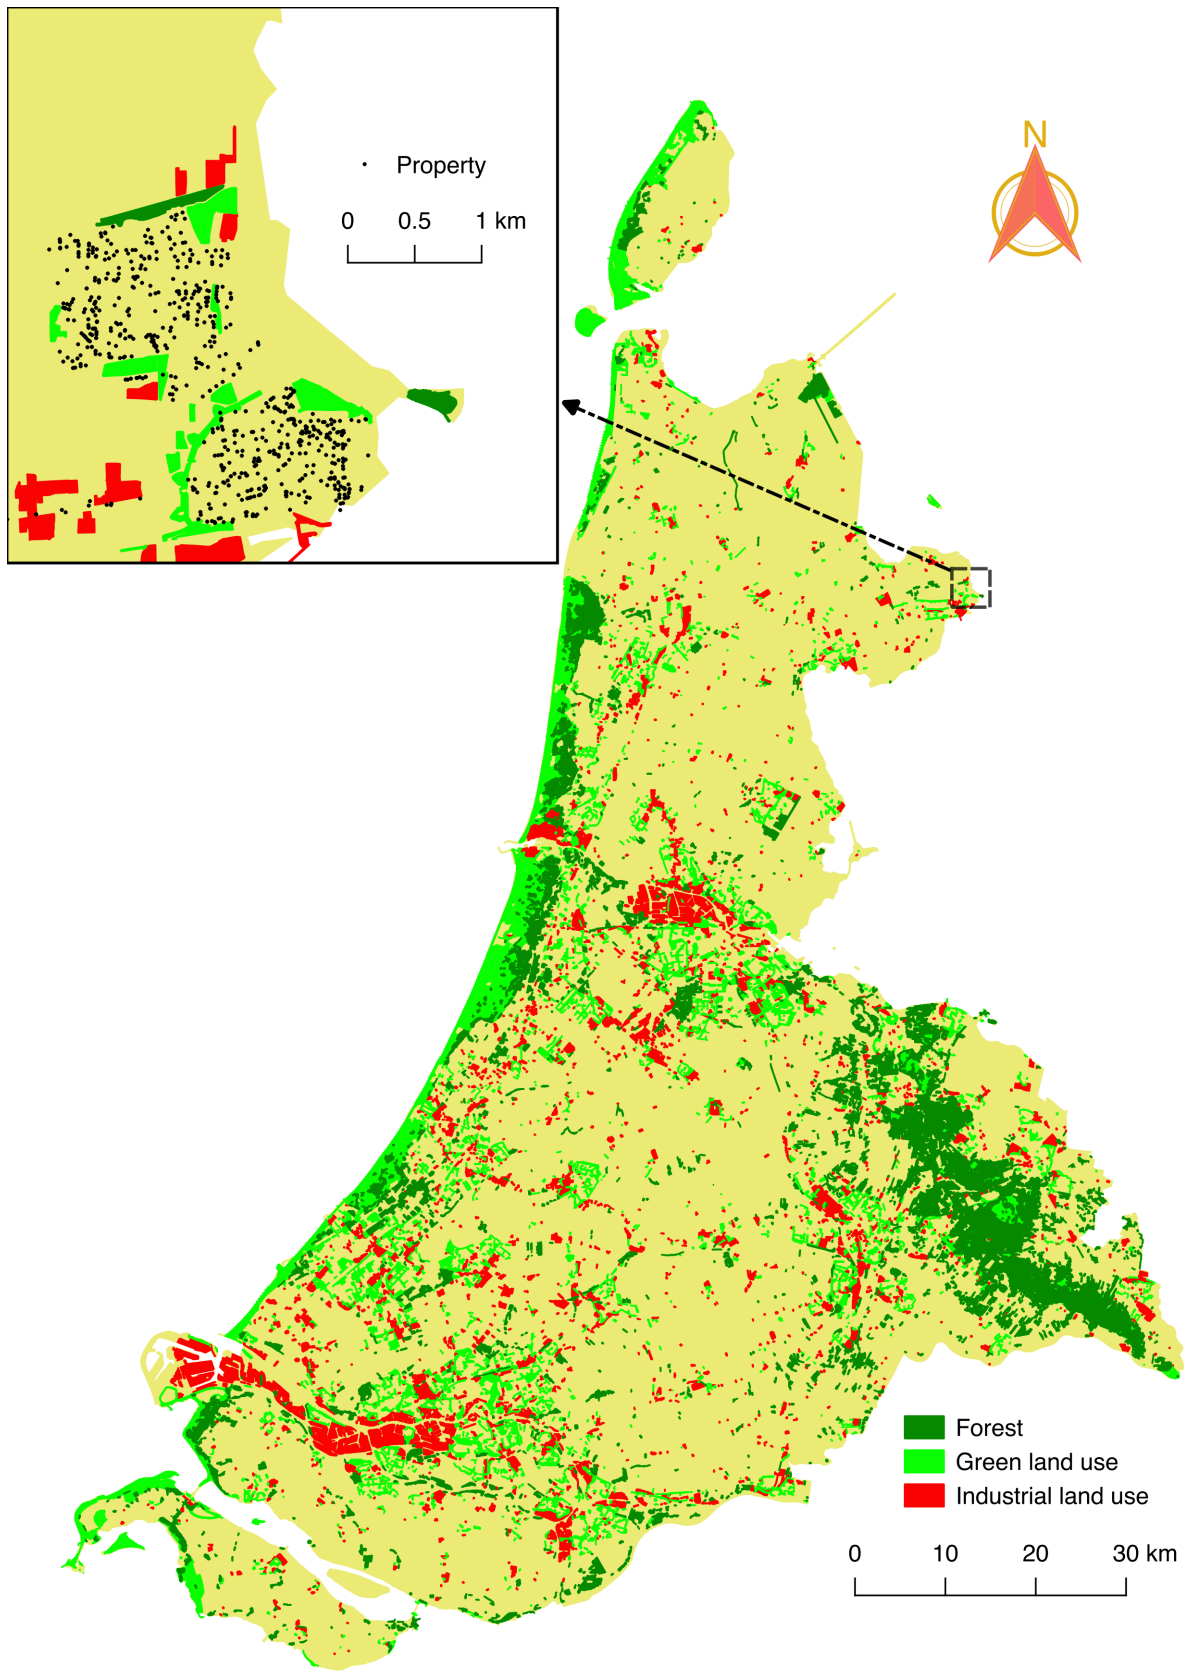 N
Property
0 0.5 1 km
Forest
Green land use
Industrial land use
0 10 20 30 km